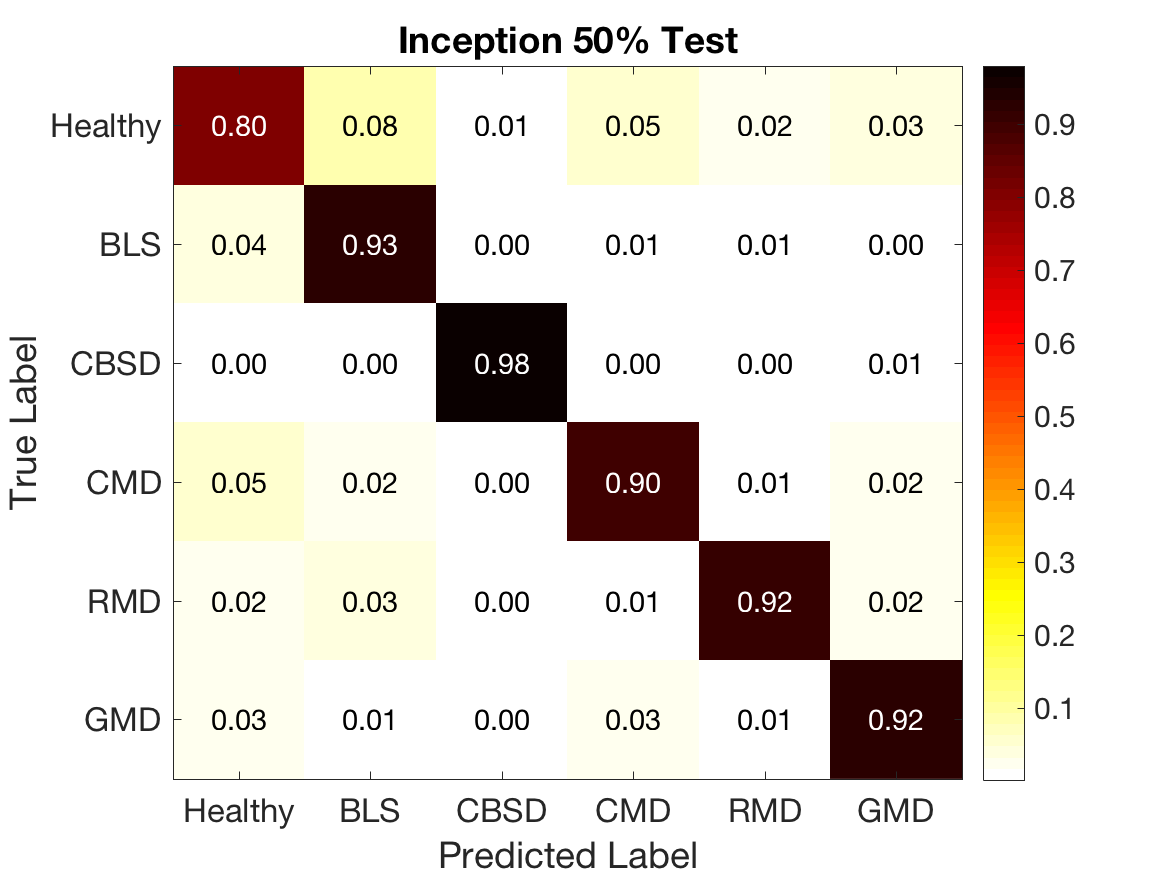 Inception 50% Test
Healthy 0.80 0.08 0.01 0.05 0.02 0.03
BLS 0.04 0.93 0.00 0.01 0.01 0.00
CBSD 0.00 0.00 0.98 0.00 0.00 0.01
CMD 0.05 0.02 0.00 0.90 0.01 0.02
RMD 0.02 0.03 0.00 0.01 0.92 0.02
GMD 0.03 0.01 0.00 0.03 0.01 0.92
Healthy BLS CBSD CMD RMD GMD
Predicted Label
True Label
0.9
0.8
0.7
0.6
0.5
0.4
0.3
0.2
0.1